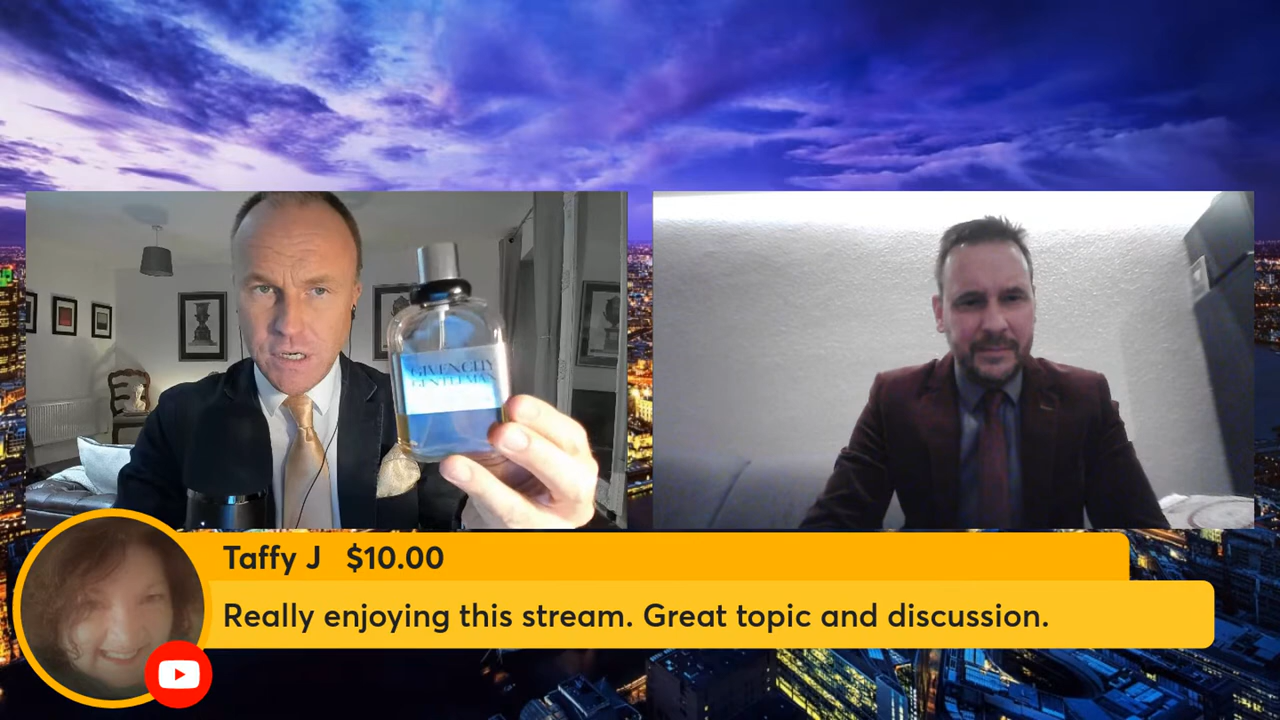 GIVENCHY
GENTLEMAN
Taffy J $10.00
Really enjoying this stream. Great topic and discussion.